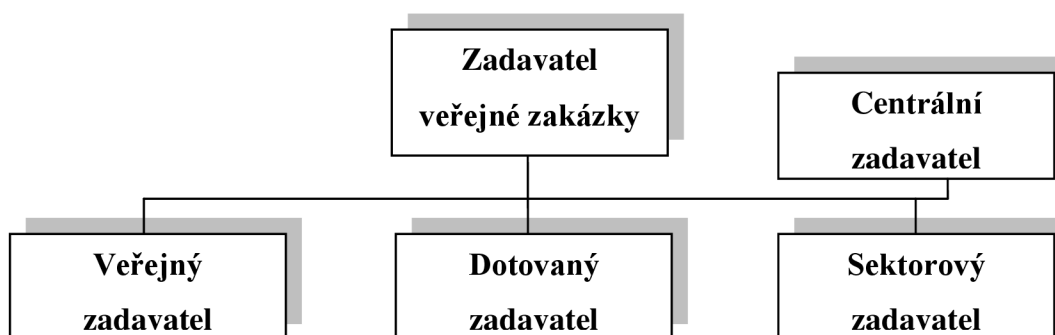 Zadavatel
veřejné zakázky
Centrální
zadavatel
Veřejný
zadavatel
Dotovaný
zadavatel
Sektorový
zadavatel